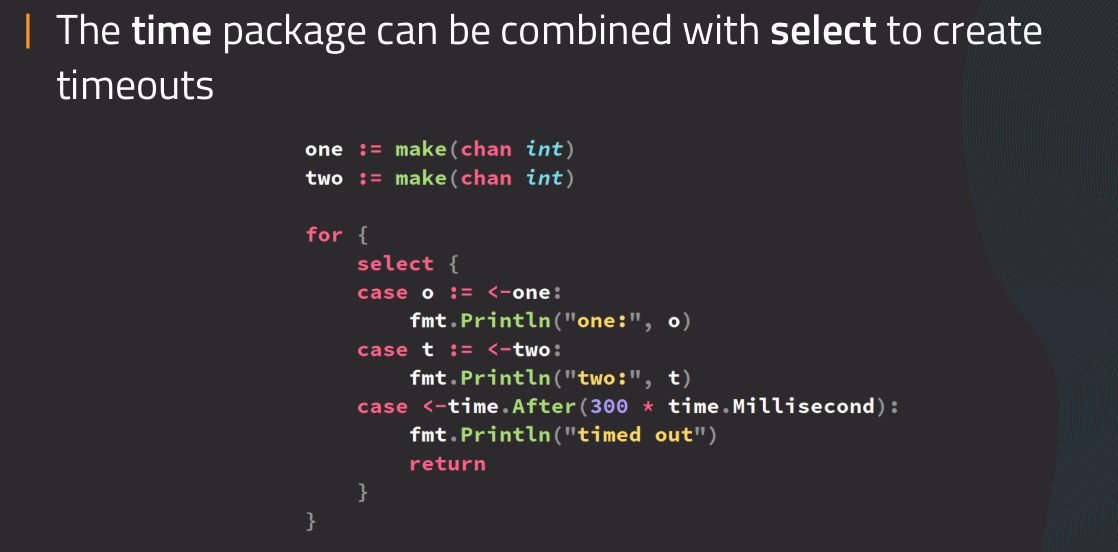 The time package can be combined with select to create
timeouts
one := make(chan int)
two := make(chan int)
for {
    select {
    case o := <-one:
        fmt.Println("one:", o)
    case t := <-two:
        fmt.Println("two:", t)
    case <-time.After(300 * time.Millisecond):
        fmt.Println("timed out")
        return
    }
}